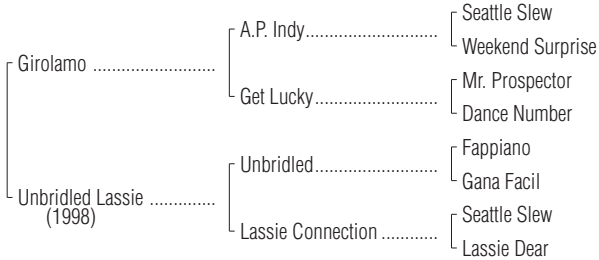 Seattle Slew
A.P. Indy..............................
Weekend Surprise
Girolamo ............................
Mr. Prospector
Get Lucky............................
Dance Number
Fappiano
Unbridled............................
Gana Facil
Unbridled Lassie ...............
(1998)
Seattle Slew
Lassie Connection .............
Lassie Dear